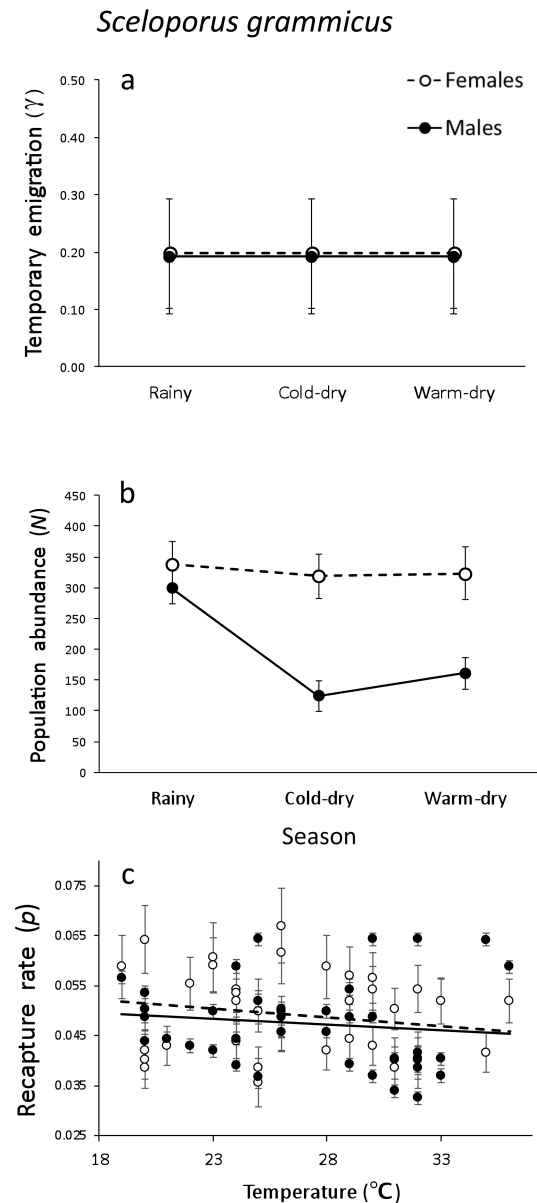 Sceloporus grammicus
a
Females
Males
Temporary emigration (γ)
0.50
0.40
0.30
0.20
0.10
0.00
Rainy Cold-dry Warm-dry
b
Population abundance (N)
450
400
350
300
250
200
150
100
50
0
Rainy Cold-dry Warm-dry
Season
c
Recapture rate (p)
0.075
0.065
0.055
0.045
0.035
0.025
18 23 28 33
Temperature (°C)